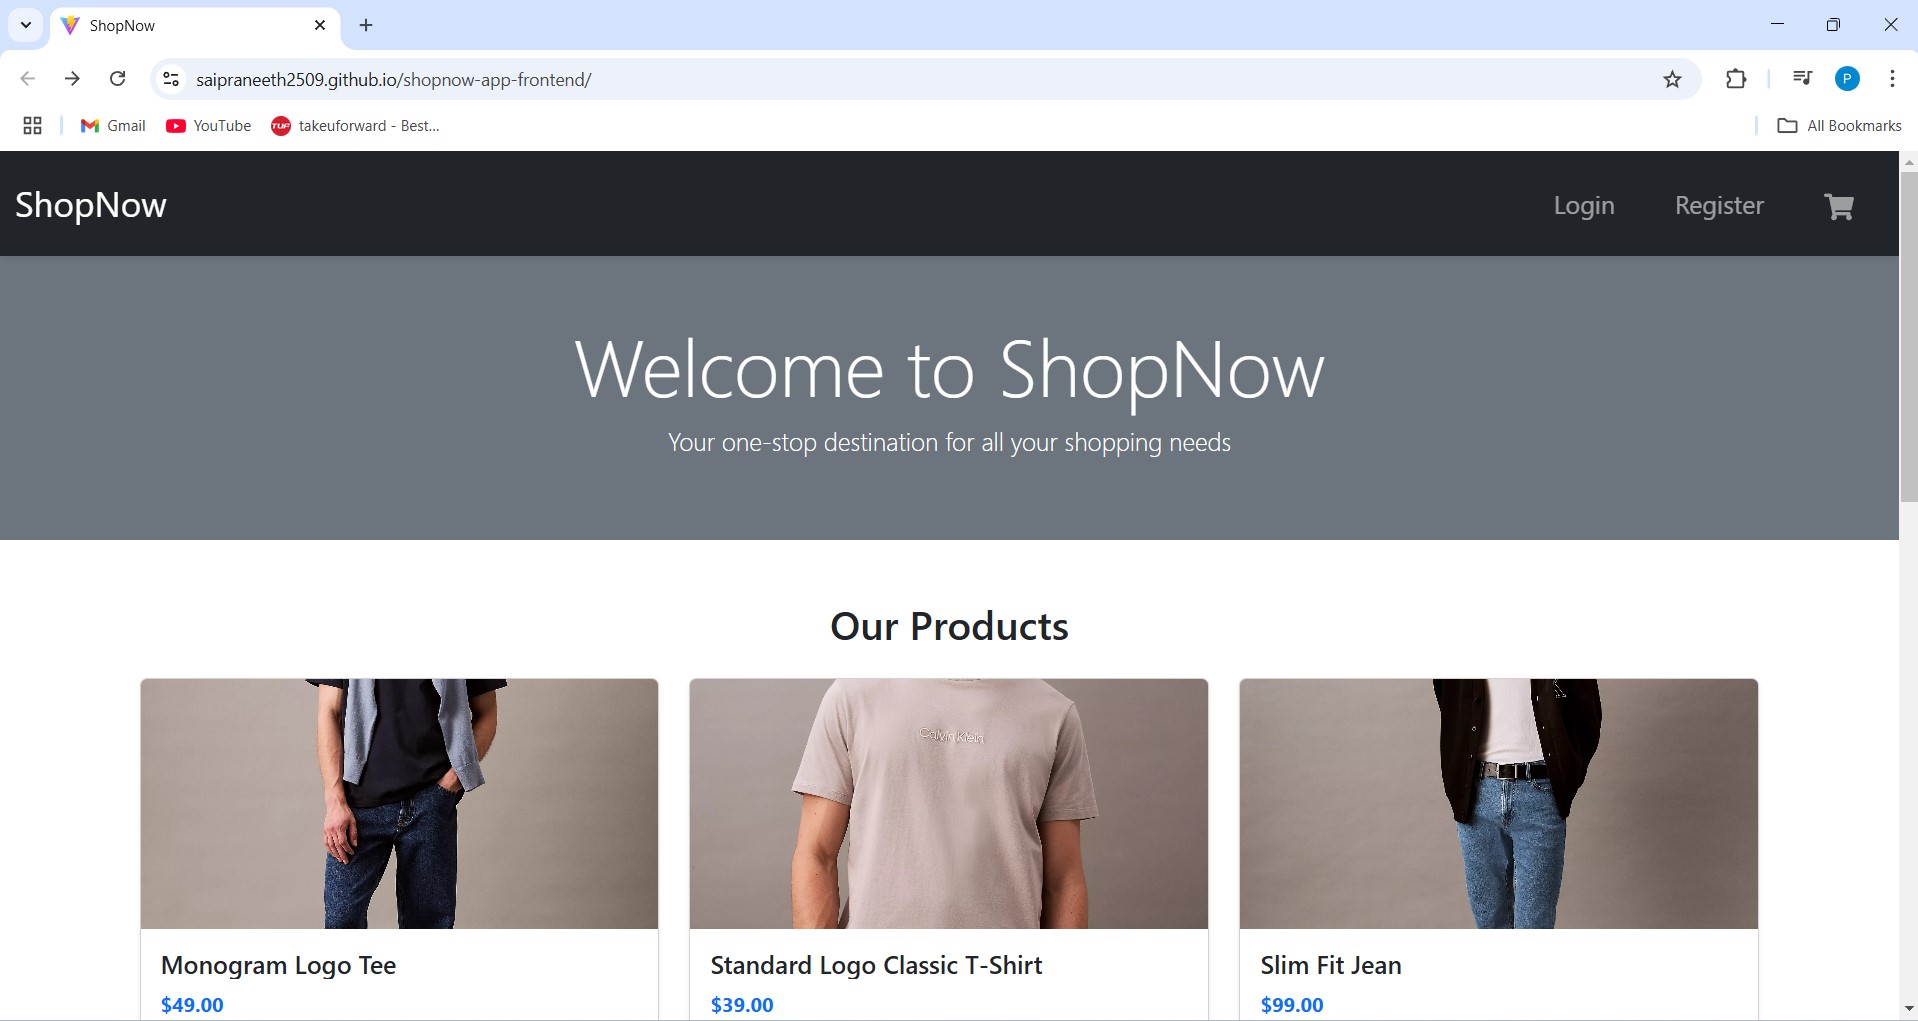 ShopNow
saipraneeth2509.github.io/shopnow-app-frontend/
P
Gmail
YouTube
TUF
takeuforward - Best...
All Bookmarks
ShopNow
Login
Register
Welcome to ShopNow
Your one-stop destination for all your shopping needs
Our Products
Calvin Klein
Monogram Logo Tee
Standard Logo Classic T-Shirt
Slim Fit Jean
$49.00
$39.00
$99.00